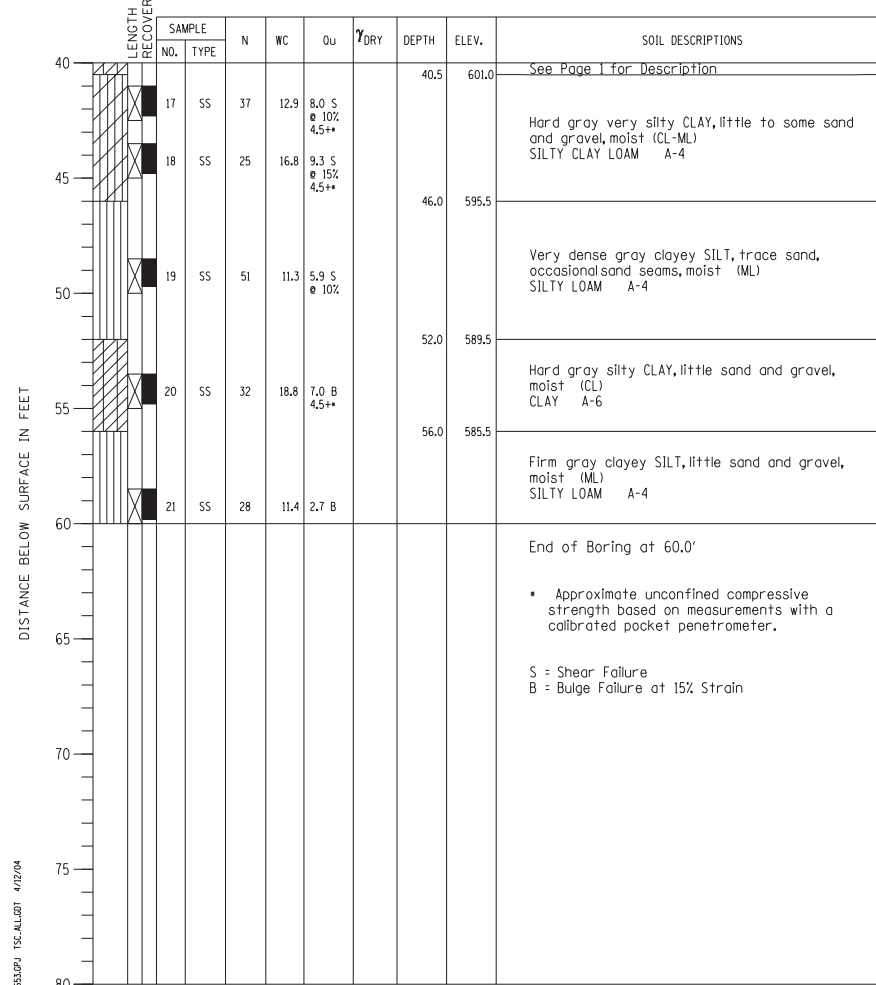 LENGTH
RECOVER
SAMPLE
NO. TYPE N WC Qu γDRY DEPTH ELEV. SOIL DESCRIPTIONS
DISTANCE BELOW SURFACE IN FEET
40
See Page 1 for Description
40.5 601.0
17 SS 37 12.9 8.0 S
@ 10%
4.5+*
Hard gray very silty CLAY, little to some sand
and gravel, moist (CL-ML)
SILTY CLAY LOAM A-4
18 SS 25 16.8 9.3 S
@ 15%
4.5+*
45
46.0 595.5
Very dense gray clayey SILT, trace sand,
occasional sand seams, moist (ML)
SILTY LOAM A-4
19 SS 51 11.3 5.9 S
@ 10%
50
52.0 589.5
Hard gray silty CLAY, little sand and gravel,
moist (CL)
CLAY A-6
20 SS 32 18.8 7.0 B
4.5+*
55
56.0 585.5
Firm gray clayey SILT, little sand and gravel,
moist (ML)
SILTY LOAM A-4
21 SS 28 11.4 2.7 B
60
End of Boring at 60.0'
* Approximate unconfined compressive
strength based on measurements with a
calibrated pocket penetrometer.
65
S = Shear Failure
B = Bulge Failure at 15% Strain
70
75
80
553.GPJ TSC_ALL.GDT 4/12/04